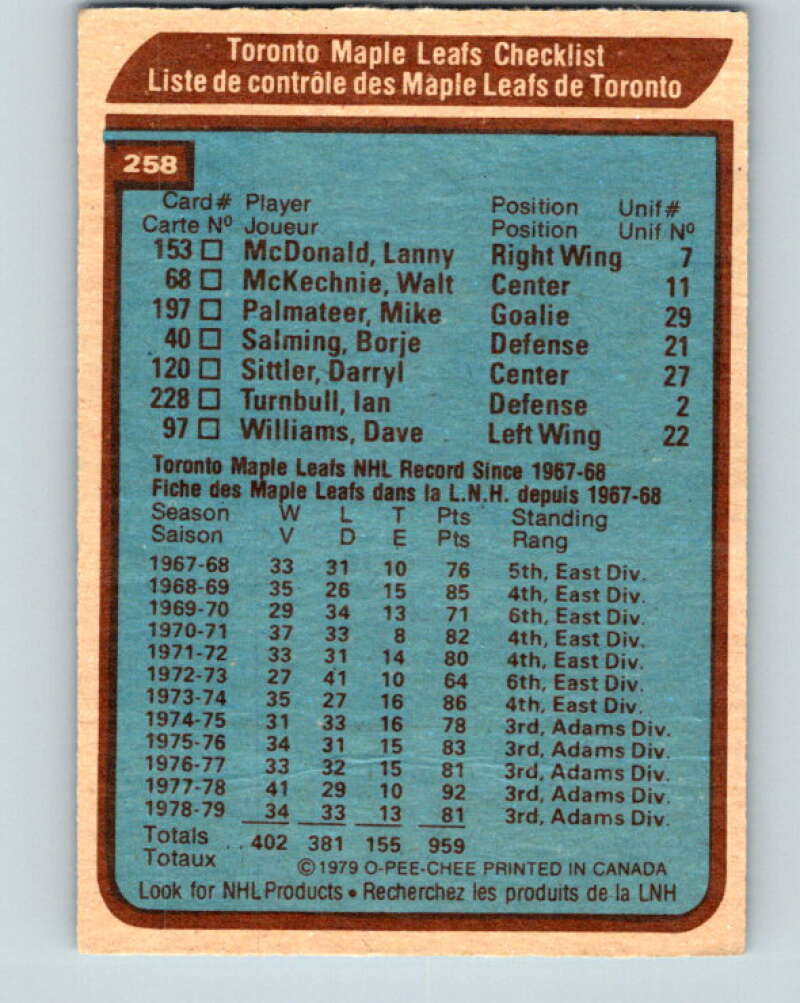 Toronto Maple Leafs Checklist
Liste de contrôle des Maple Leafs de Toronto
258
Card # Player Position Unif #
Carte Nº Joueur Position Unif Nº
153 □ McDonald, Lanny Right Wing 7
68 □ McKechnie, Walt Center 11
197 □ Palmateer, Mike Goalie 29
40 □ Salming, Borje Defense 21
120 □ Sittler, Darryl Center 27
228 □ Turnbull, Ian Defense 2
97 □ Williams, Dave Left Wing 22
Toronto Maple Leafs NHL Record Since 1967-68
Fiche des Maple Leafs dans la L.N.H. depuis 1967-68
Season W L T Pts Standing
Saison V D E Pts Rang
1967-68 33 31 10 76 5th, East Div.
1968-69 35 26 15 85 4th, East Div.
1969-70 29 34 13 71 6th, East Div.
1970-71 37 33 8 82 4th, East Div.
1971-72 33 31 14 80 4th, East Div.
1972-73 27 41 10 64 6th, East Div.
1973-74 35 27 16 86 4th, East Div.
1974-75 31 33 16 78 3rd, Adams Div.
1975-76 34 31 15 83 3rd, Adams Div.
1976-77 33 32 15 81 3rd, Adams Div.
1977-78 41 29 10 92 3rd, Adams Div.
1978-79 34 33 13 81 3rd, Adams Div.
Totals . . 402 381 155 959
Totaux
© 1979 O-PEE-CHEE PRINTED IN CANADA
Look for NHL Products • Recherchez les produits de la LNH